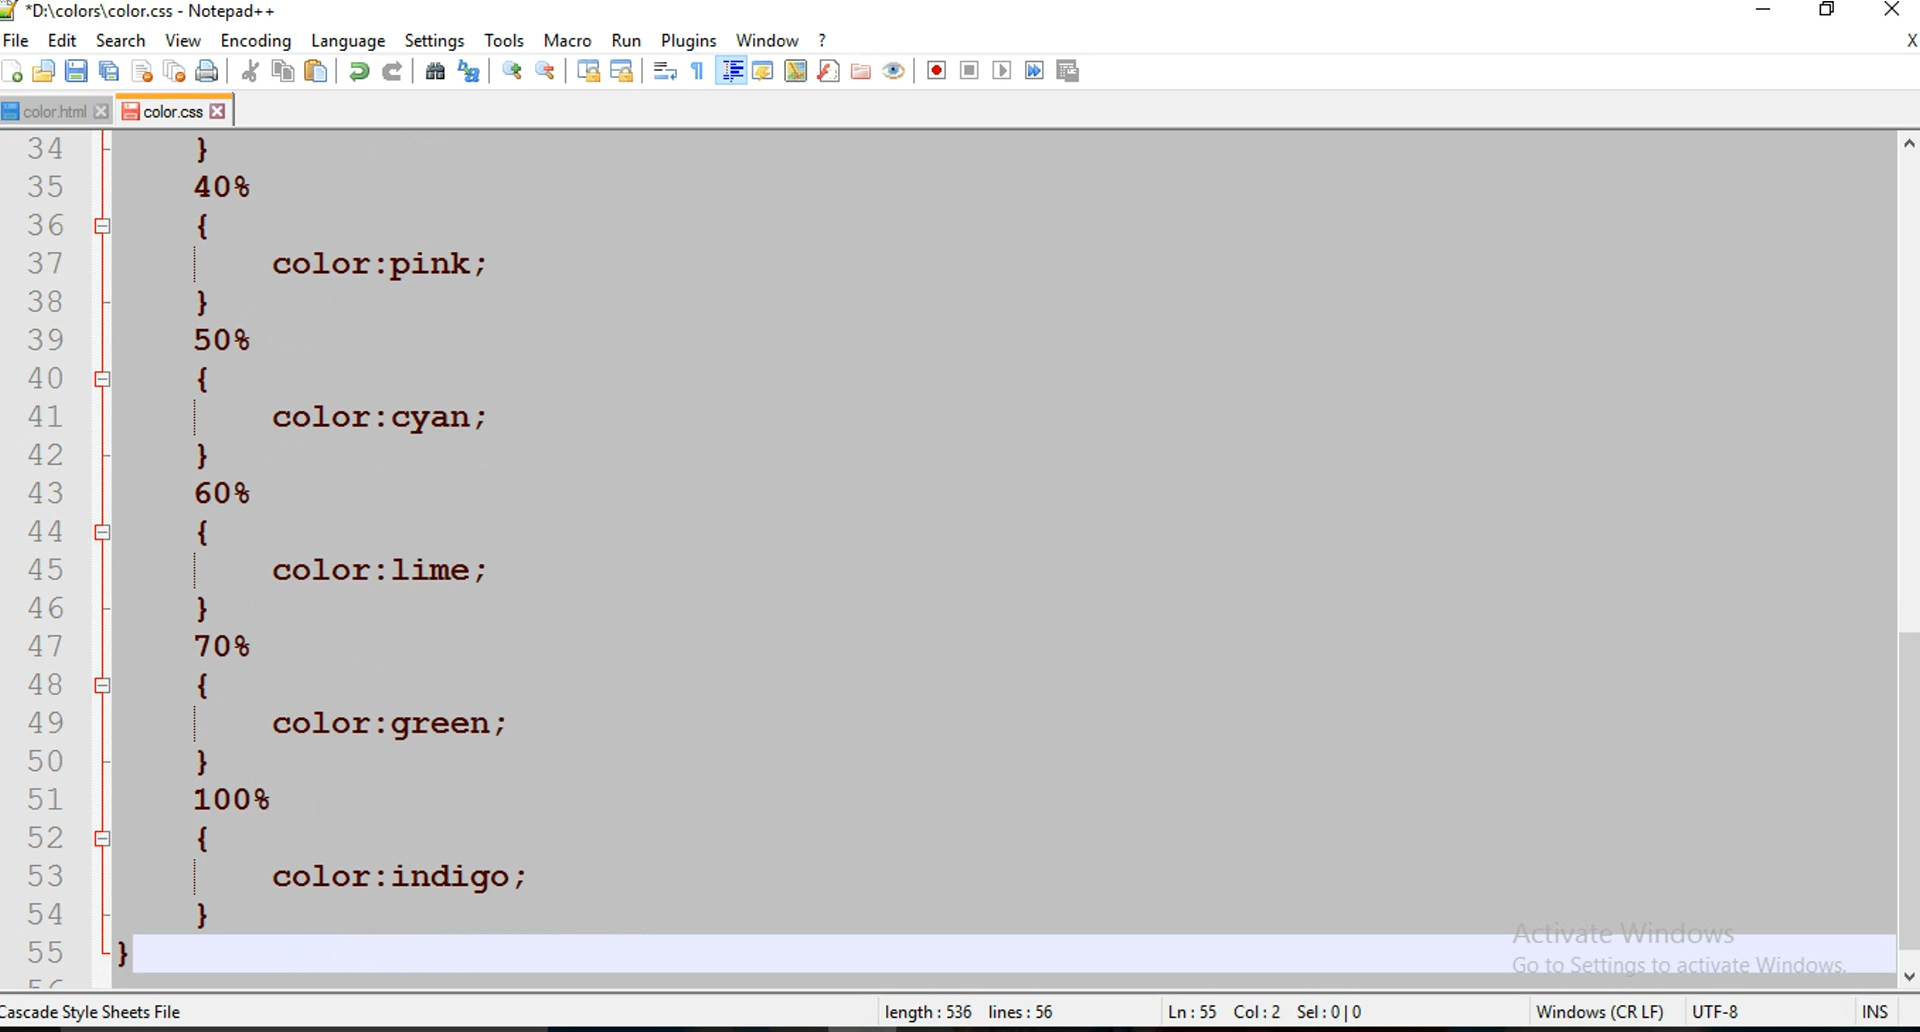 *D:\colors\color.css - Notepad++
File Edit Search View Encoding Language Settings Tools Macro Run Plugins Window ? X
color.html color.css
34 }
35 40%
36 {
37 color:pink;
38 }
39 50%
40 {
41 color:cyan;
42 }
43 60%
44 {
45 color:lime;
46 }
47 70%
48 {
49 color:green;
50 }
51 100%
52 {
53 color:indigo;
54 }
Activate Windows
55 }
Go to Settings to activate Windows.
56
Cascade Style Sheets File length : 536 lines : 56 Ln : 55 Col : 2 Sel : 0 | 0 Windows (CR LF) UTF-8 INS